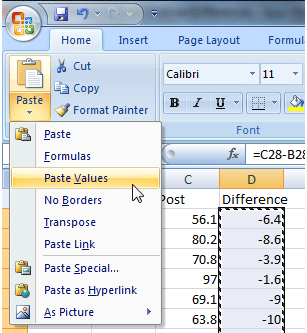 Home Insert Page Layout Formula
Paste
Cut
Copy
Format Painter
Calibri 11
B I U
Font
Paste
Formulas
Paste Values
No Borders
Transpose
Paste Link
Paste Special...
Paste as Hyperlink
As Picture
fx =C28-B28
C D
Post Difference
56.1 -6.4
80.2 -8.6
70.8 -3.9
97 -1.6
69.1 -9
63.8 -10